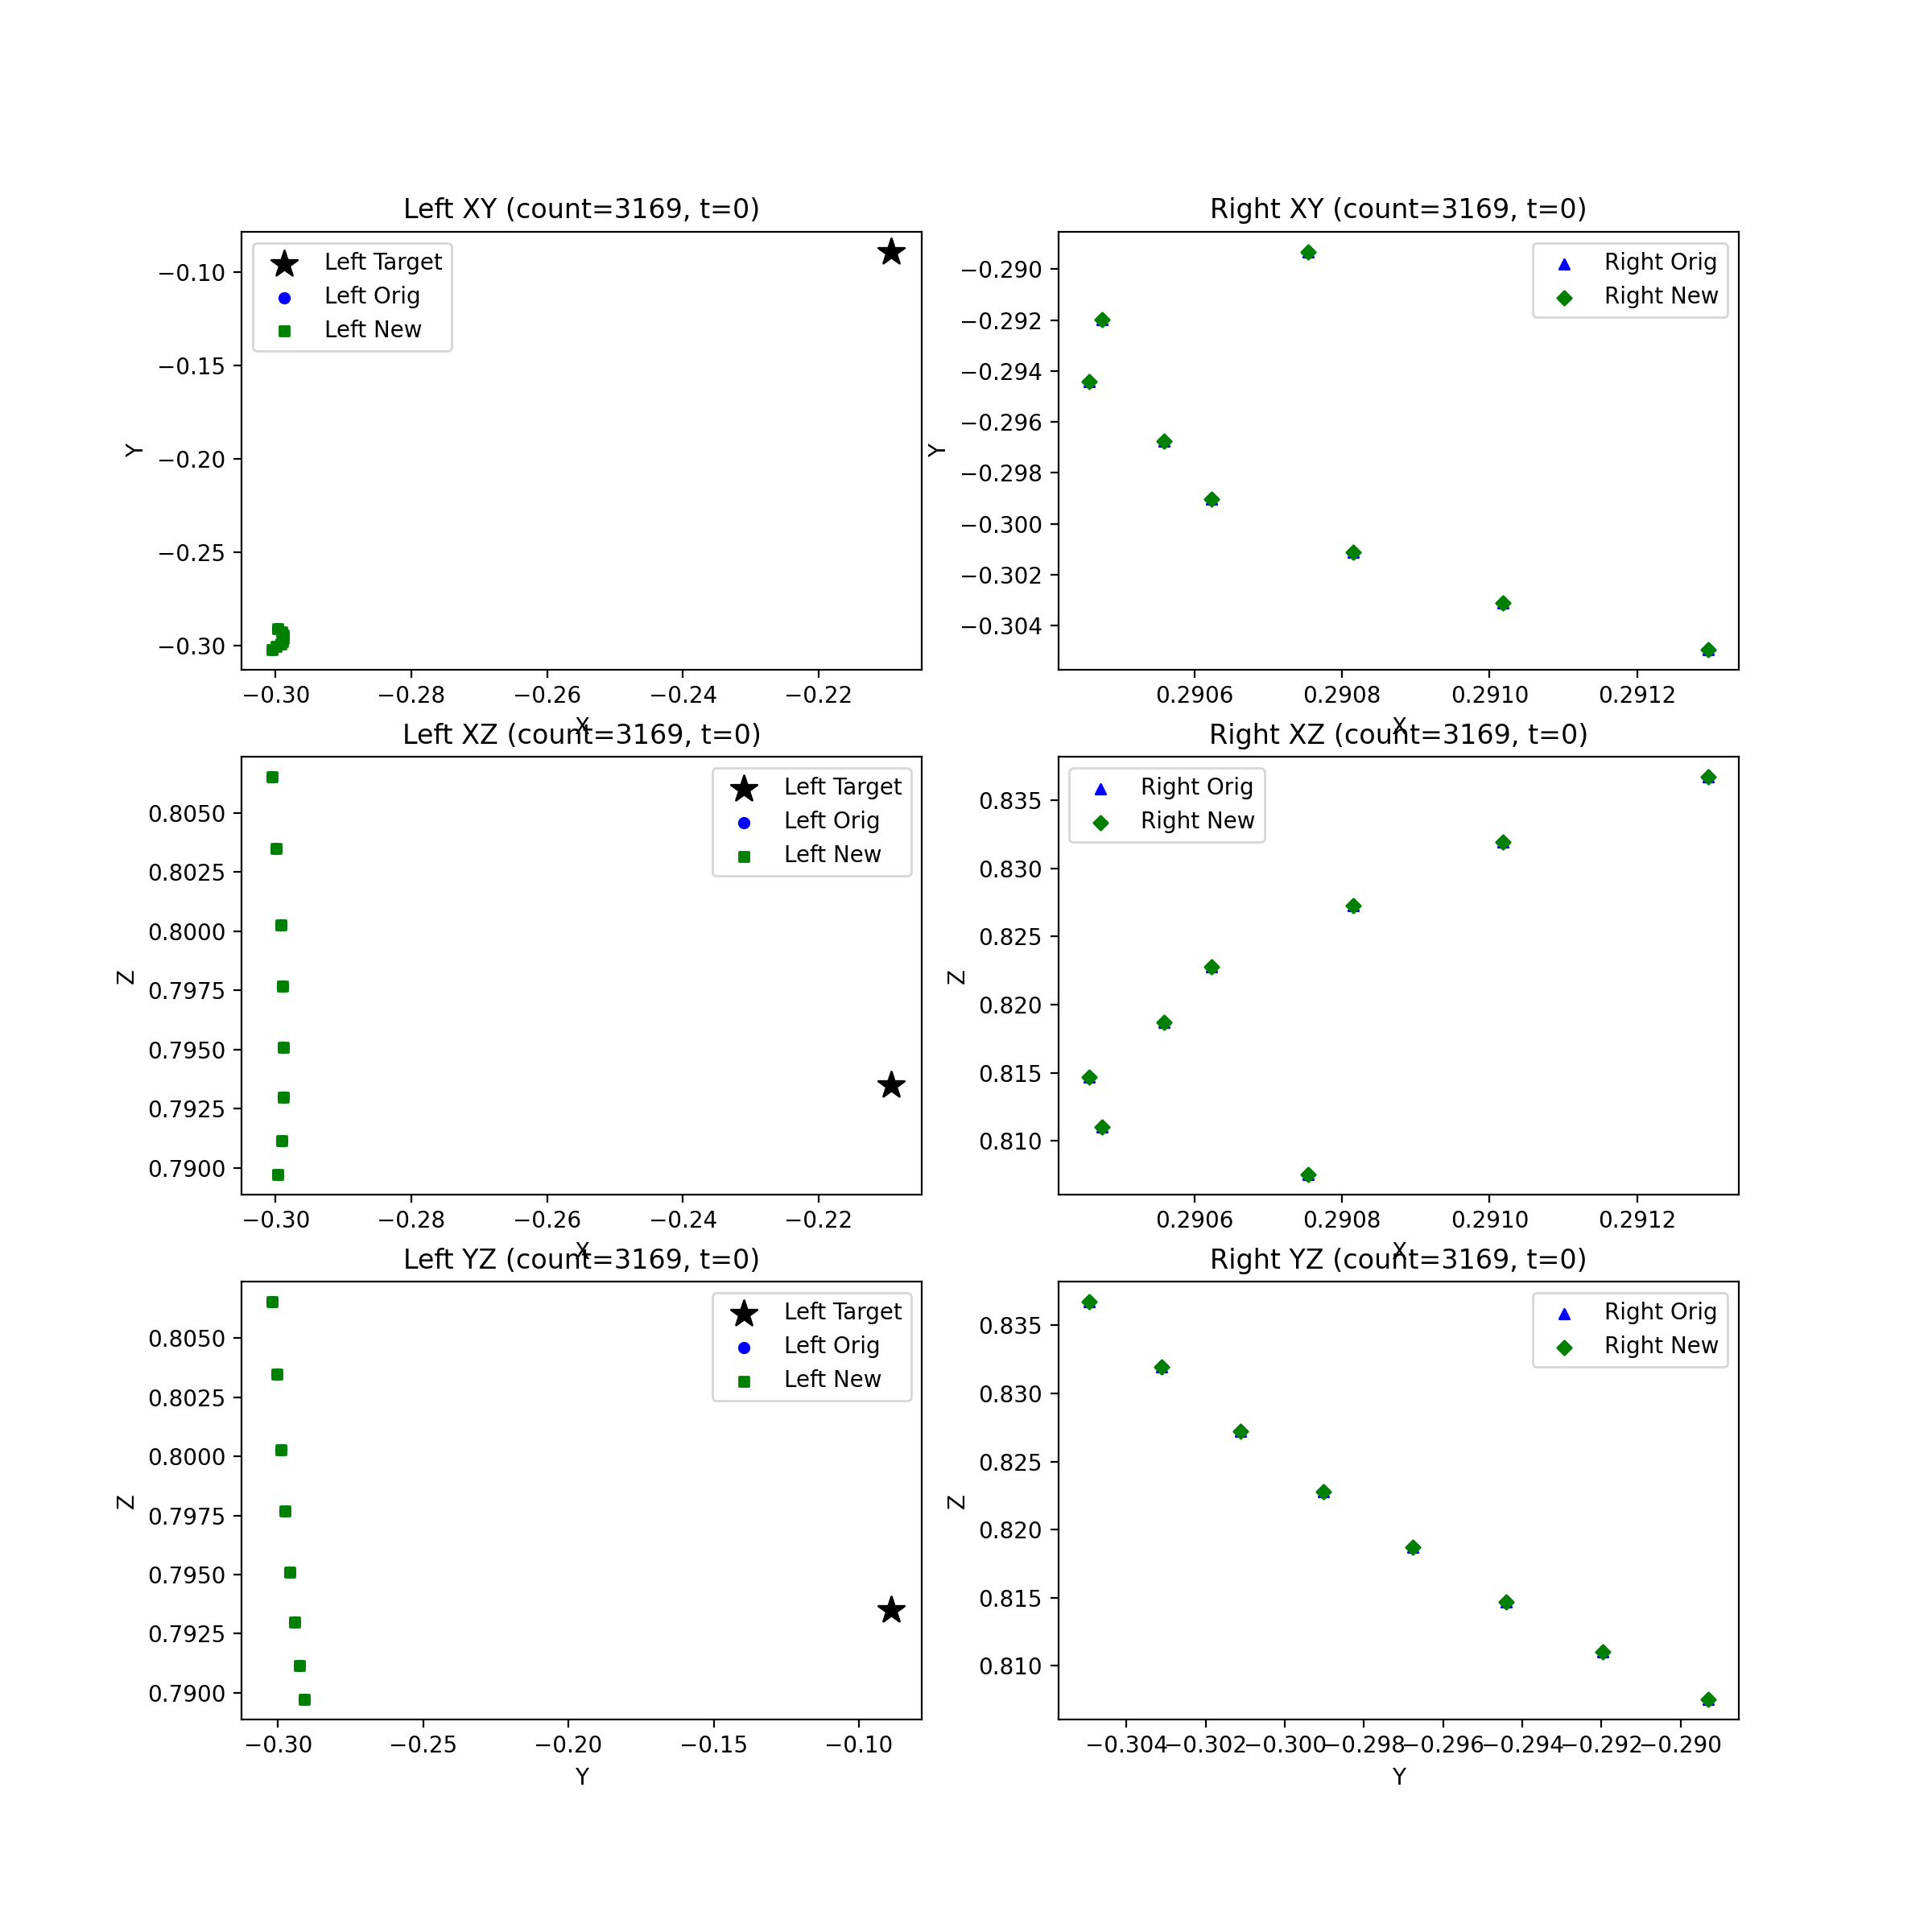 Left XY (count=3169, t=0)
Left Target
Left Orig
Left New
−0.10
−0.15
−0.20
−0.25
−0.30
Y
−0.30
−0.28
−0.26
−0.24
−0.22
X
Right XY (count=3169, t=0)
Right Orig
Right New
−0.290
−0.292
−0.294
−0.296
−0.298
−0.300
−0.302
−0.304
Y
0.2906
0.2908
0.2910
0.2912
X
Left XZ (count=3169, t=0)
Left Target
Left Orig
Left New
0.8050
0.8025
0.8000
0.7975
0.7950
0.7925
0.7900
Z
−0.30
−0.28
−0.26
−0.24
−0.22
X
Right XZ (count=3169, t=0)
Right Orig
Right New
0.835
0.830
0.825
0.820
0.815
0.810
Z
0.2906
0.2908
0.2910
0.2912
X
Left YZ (count=3169, t=0)
Left Target
Left Orig
Left New
0.8050
0.8025
0.8000
0.7975
0.7950
0.7925
0.7900
Z
−0.30
−0.25
−0.20
−0.15
−0.10
Y
Right YZ (count=3169, t=0)
Right Orig
Right New
0.835
0.830
0.825
0.820
0.815
0.810
Z
−0.304
−0.302
−0.300
−0.298
−0.296
−0.294
−0.292
−0.290
Y